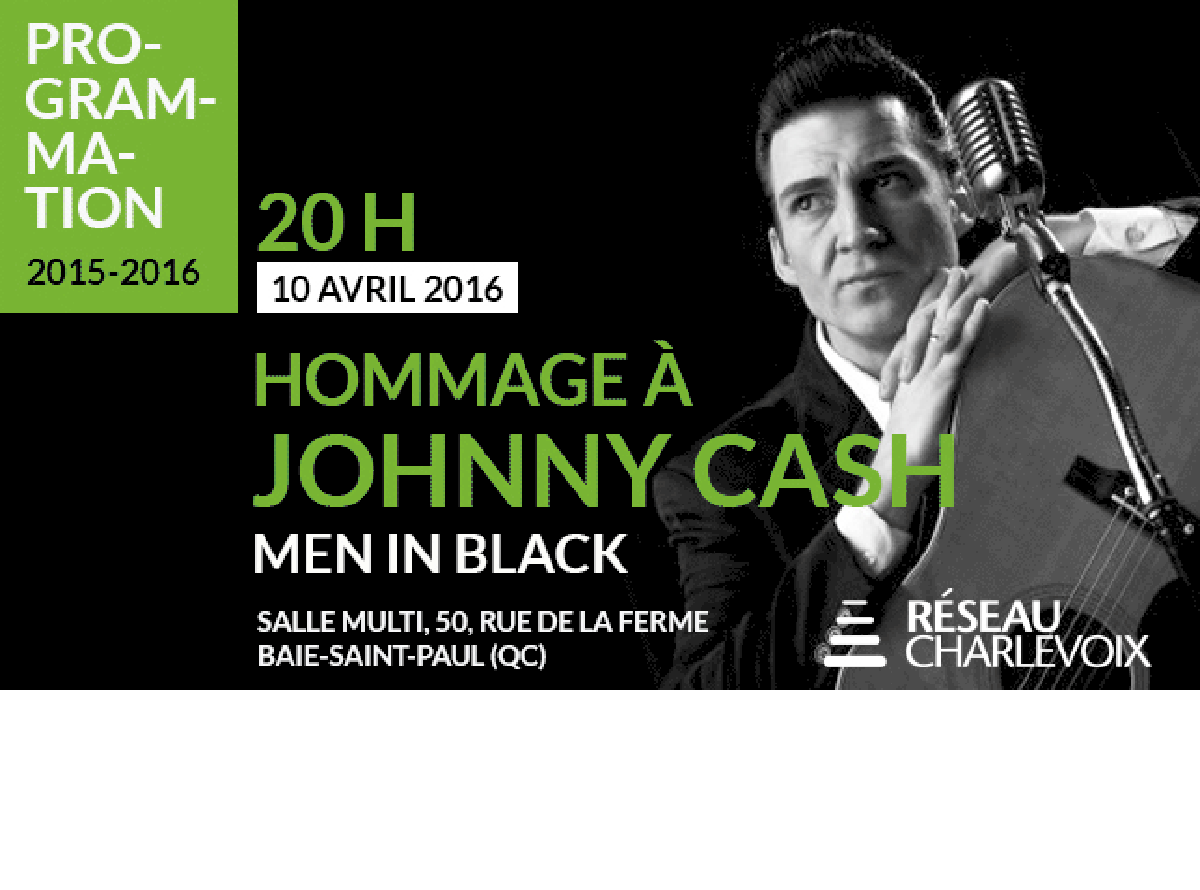 PRO-
GRAM-
MA-
TION
2015-2016
20 H
10 AVRIL 2016
HOMMAGE À
JOHNNY CASH
MEN IN BLACK
SALLE MULTI, 50, RUE DE LA FERME
BAIE-SAINT-PAUL (QC)
RÉSEAU
CHARLEVOIX